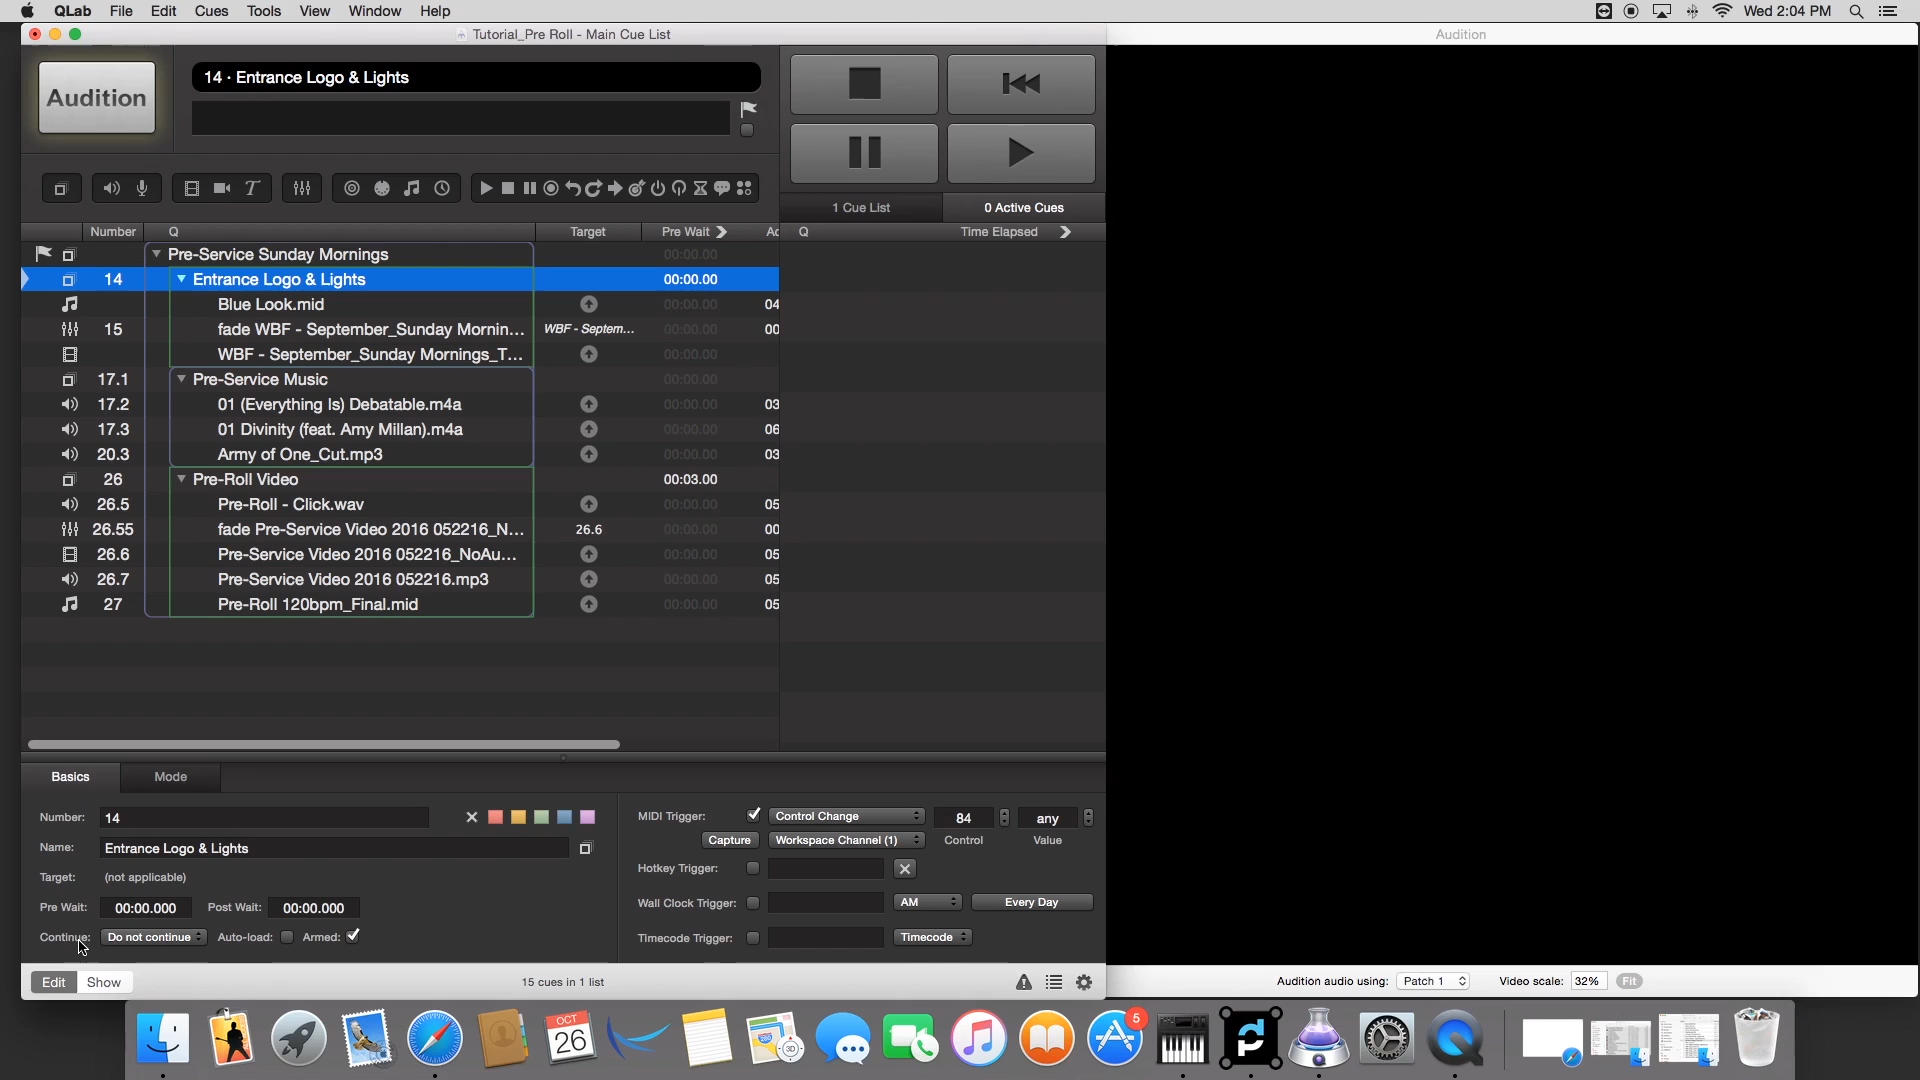 QLab File Edit Cues Tools View Window Help
Wed 2:04 PM
Tutorial_Pre Roll - Main Cue List
Audition
Audition
14 · Entrance Logo & Lights
1 Cue List
0 Active Cues
Number Q Target Pre Wait Ac Q Time Elapsed
Pre-Service Sunday Mornings 00:00.00
14 Entrance Logo & Lights 00:00.00
Blue Look.mid 00:00.00 04
15 fade WBF - September_Sunday Mornin... WBF - Septem... 00:00.00 00
WBF - September_Sunday Mornings_T... 00:00.00
17.1 Pre-Service Music 00:00.00
17.2 01 (Everything Is) Debatable.m4a 00:00.00 03
17.3 01 Divinity (feat. Amy Millan).m4a 00:00.00 06
20.3 Army of One_Cut.mp3 00:00.00 03
26 Pre-Roll Video 00:03.00
26.5 Pre-Roll - Click.wav 00:00.00 05
26.55 fade Pre-Service Video 2016 052216_N... 26.6 00:00.00 00
26.6 Pre-Service Video 2016 052216_NoAu... 00:00.00 05
26.7 Pre-Service Video 2016 052216.mp3 00:00.00 05
27 Pre-Roll 120bpm_Final.mid 00:00.00 05
Basics Mode
Number: 14
Name: Entrance Logo & Lights
Target: (not applicable)
Pre Wait: 00:00.000 Post Wait: 00:00.000
Continue: Do not continue Auto-load: Armed:
MIDI Trigger: Control Change 84 any
Capture Workspace Channel (1) Control Value
Hotkey Trigger:
Wall Clock Trigger: AM Every Day
Timecode Trigger: Timecode
Edit Show 15 cues in 1 list
Audition audio using: Patch 1 Video scale: 32% Fit
OCT
26
3D
5